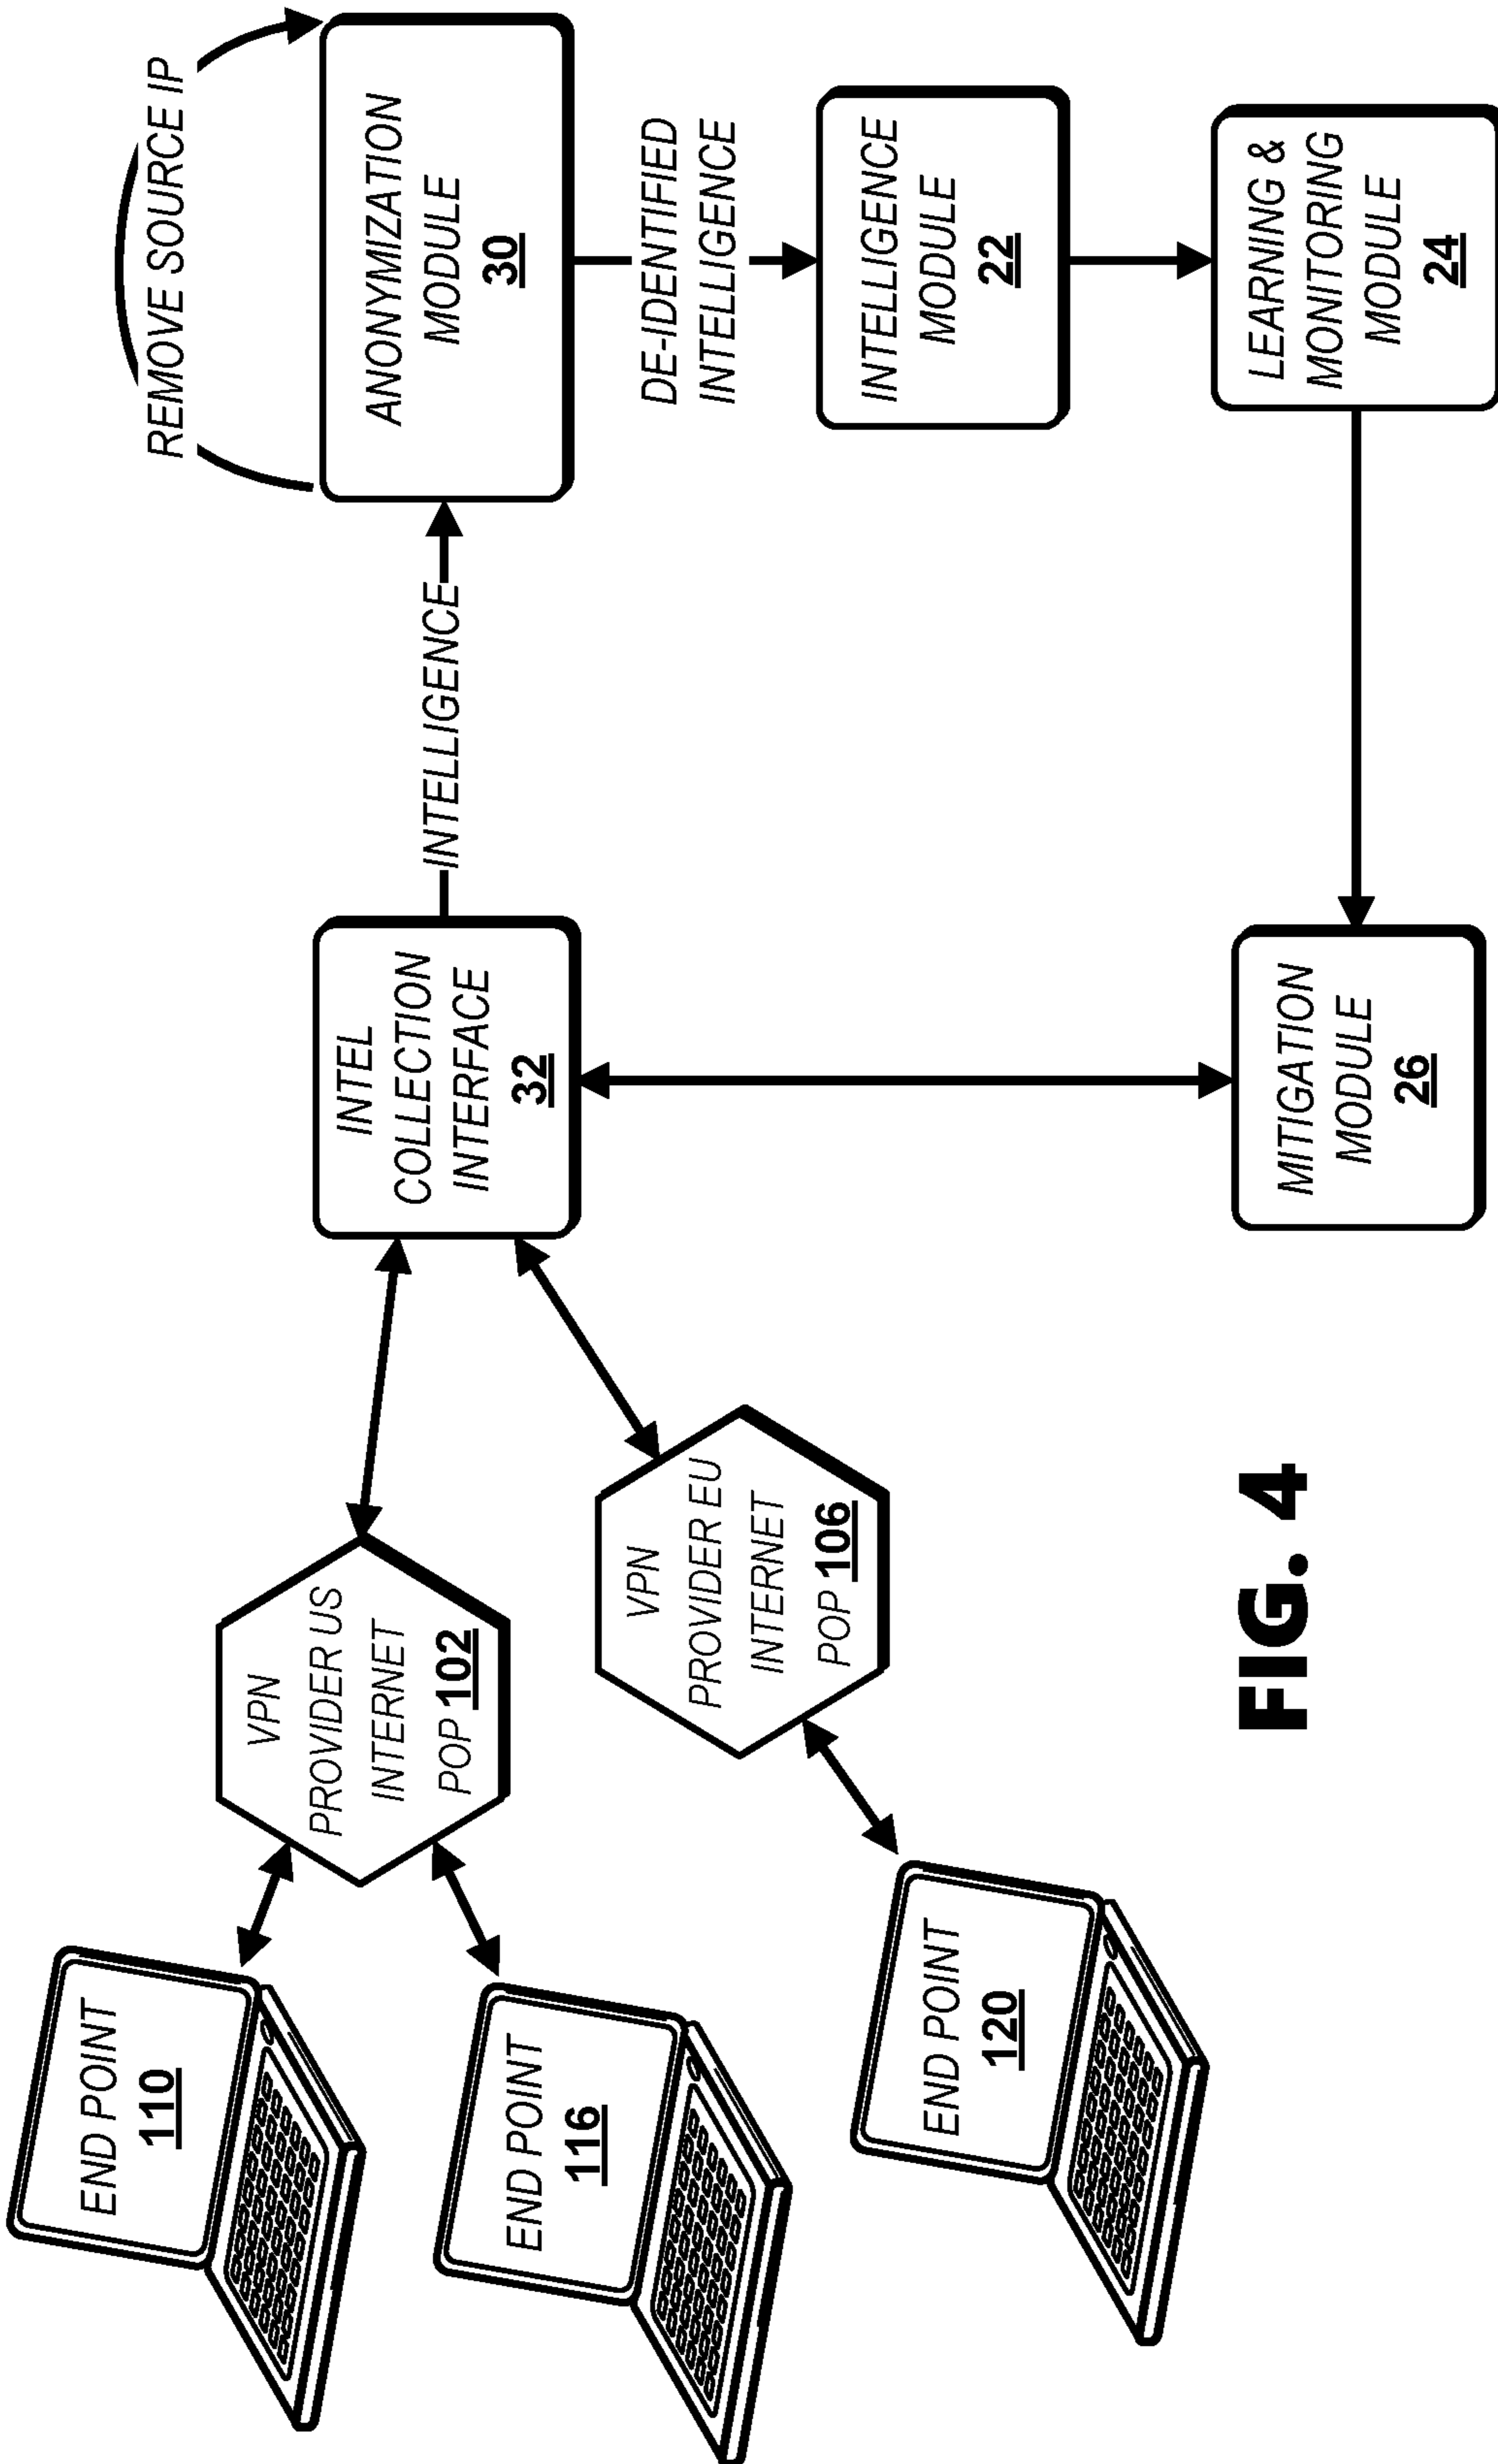 END POINT
110
END POINT
116
END POINT
120
VPN
PROVIDER US
INTERNET
POP 102
VPN
PROVIDER EU
INTERNET
POP 106
INTEL
COLLECTION
INTERFACE
32
INTELLIGENCE
REMOVE SOURCE IP
ANONYMIZATION
MODULE
30
DE-IDENTIFIED
INTELLIGENCE
INTELLIGENCE
MODULE
22
LEARNING &
MONITORING
MODULE
24
MITIGATION
MODULE
26
FIG. 4